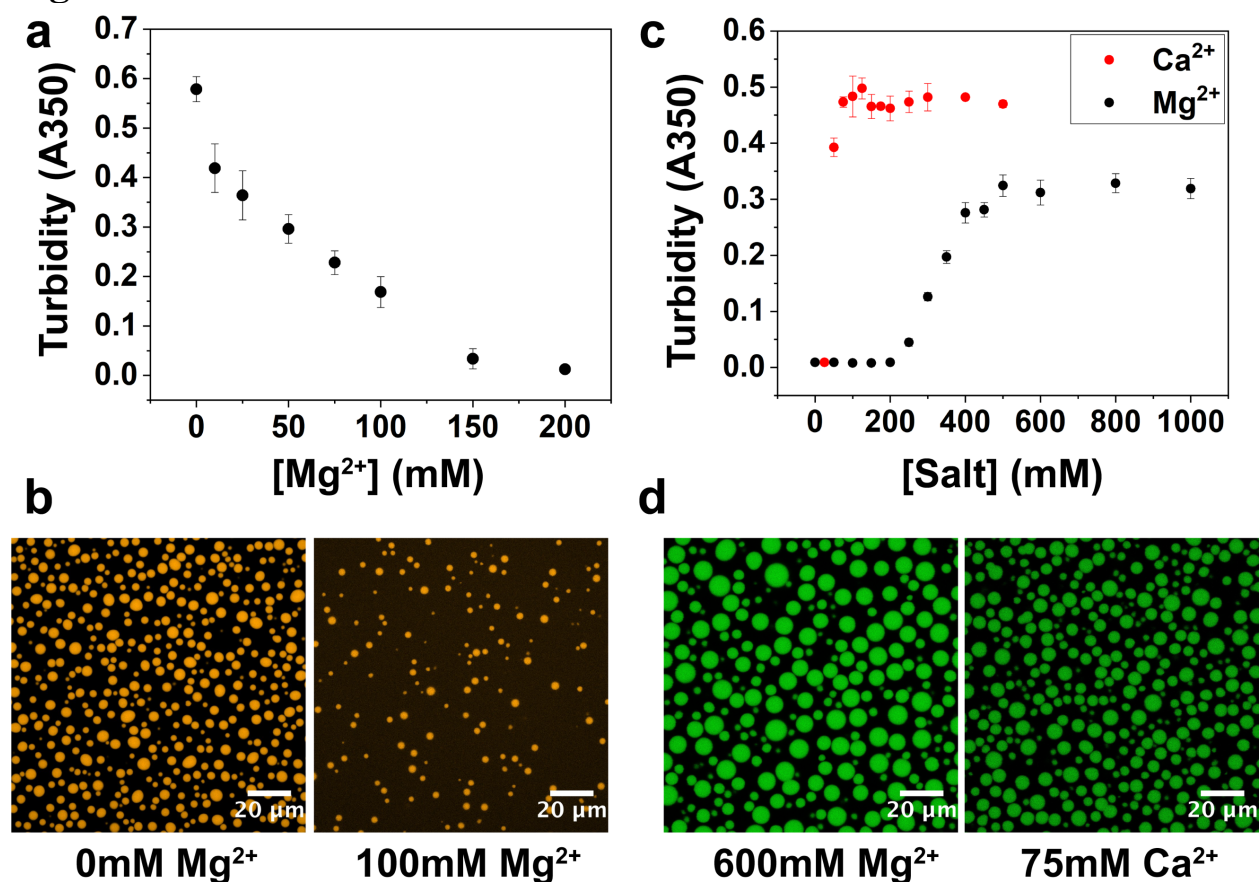 a
0.7
0.6
0.5
0.4
0.3
0.2
0.1
0.0
Turbidity (A350)
0 50 100 150 200
[Mg²⁺] (mM)
c
0.6
0.5
0.4
0.3
0.2
0.1
0.0
Turbidity (A350)
Ca²⁺
Mg²⁺
0 200 400 600 800 1000
[Salt] (mM)
b
20 μm
20 μm
0mM Mg²⁺
100mM Mg²⁺
d
20 μm
20 μm
600mM Mg²⁺
75mM Ca²⁺